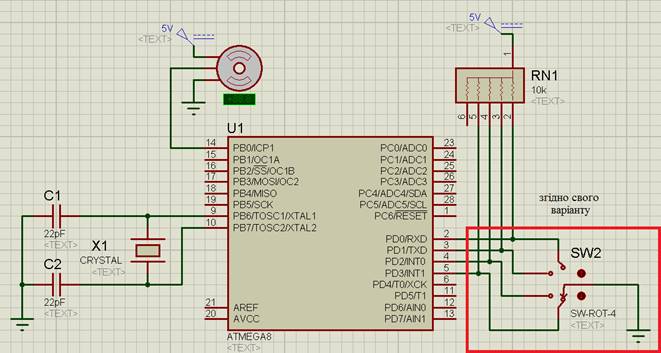 5V
<TEXT>
5V
<TEXT>
RN1
10k
<TEXT>
1
6
5
4
3
2
U1
14
PB0/ICP1
PC0/ADC0
23
15
PB1/OC1A
PC1/ADC1
24
16
PB2/SS/OC1B
PC2/ADC2
25
17
PB3/MOSI/OC2
PC3/ADC3
26
18
PB4/MISO
PC4/ADC4/SDA
27
19
PB5/SCK
PC5/ADC5/SCL
28
9
PB6/TOSC1/XTAL1
PC6/RESET
1
10
PB7/TOSC2/XTAL2
PD0/RXD
2
PD1/TXD
3
PD2/INT0
4
PD3/INT1
5
PD4/T0/XCK
6
PD5/T1
11
21
AREF
PD6/AIN0
12
20
AVCC
PD7/AIN1
13
ATMEGA8
<TEXT>
C1
22pF
<TEXT>
X1
CRYSTAL
<TEXT>
C2
22pF
<TEXT>
згідно свого
варіанту
SW2
SW-ROT-4
<TEXT>